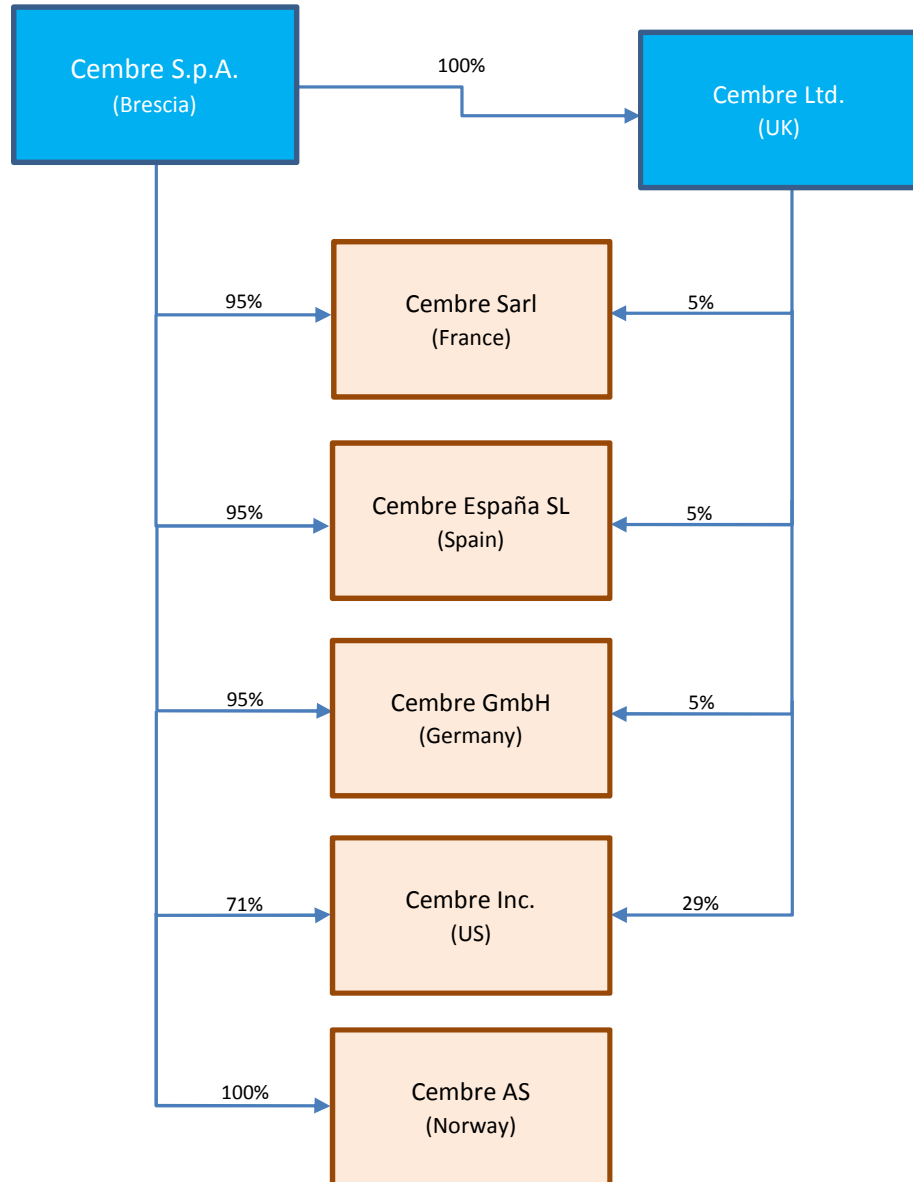 Cembre S.p.A.
(Brescia)
100%
Cembre Ltd.
(UK)
95%
Cembre Sarl
(France)
5%
95%
Cembre España SL
(Spain)
5%
95%
Cembre GmbH
(Germany)
5%
71%
Cembre Inc.
(US)
29%
100%
Cembre AS
(Norway)